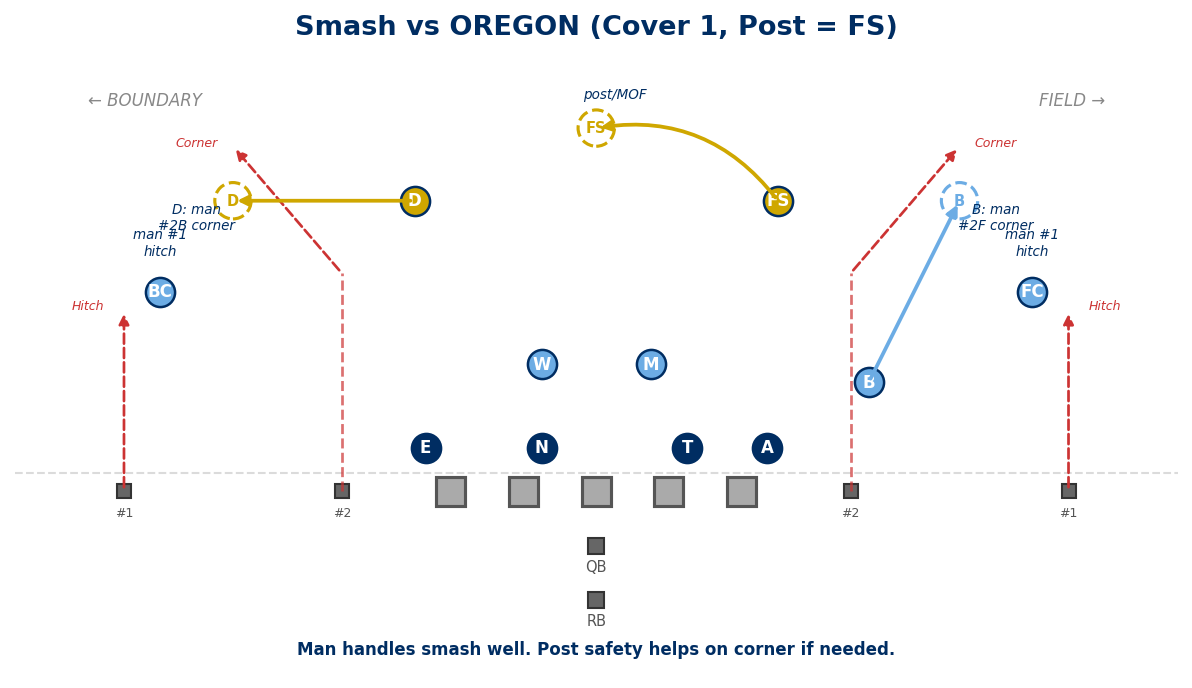 Smash vs OREGON (Cover 1, Post = FS)
post/MOF
← BOUNDARY
FIELD →
FS
Corner
Corner
D
D
FS
B
D: man
#2B corner
B: man
#2F corner
man #1
hitch
man #1
hitch
BC
FC
Hitch
Hitch
W
M
B
E
N
T
A
#1
#2
#2
#1
QB
RB
Man handles smash well. Post safety helps on corner if needed.